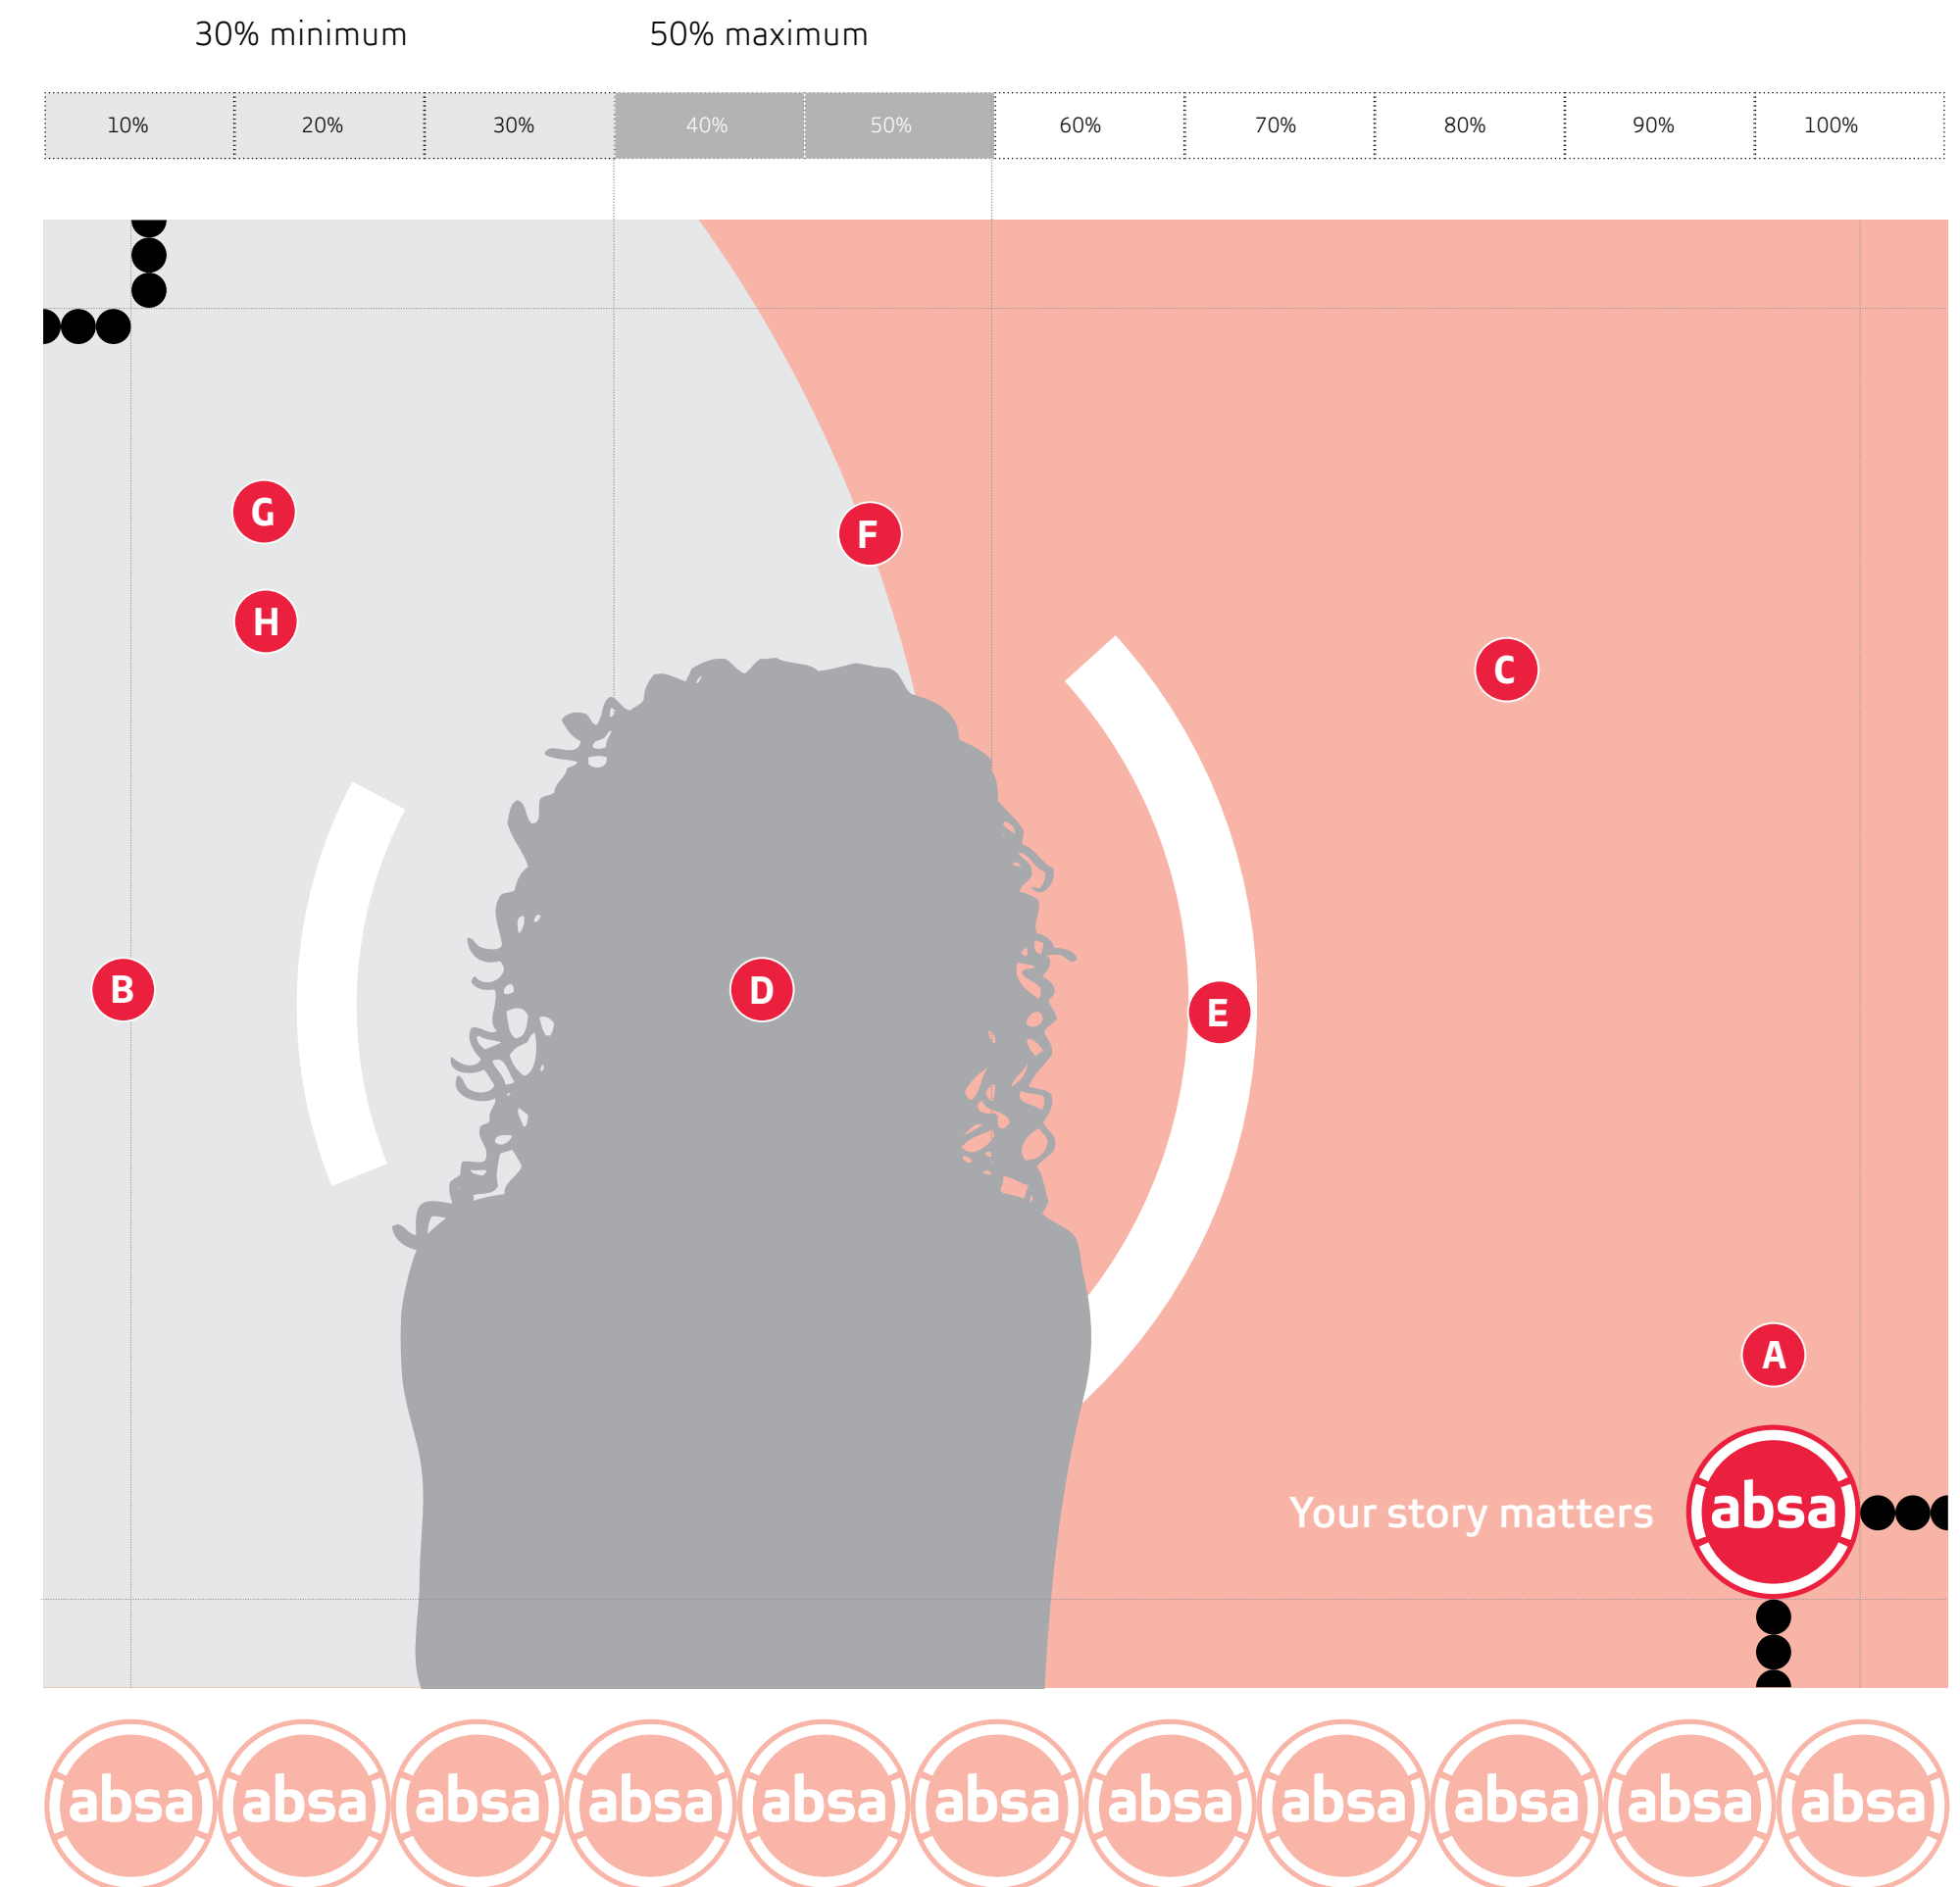 30% minimum 50% maximum
10% 20% 30% 40% 50% 60% 70% 80% 90% 100%
G
F
H
C
B
D
E
A
Your story matters absa
absa absa absa absa absa absa absa absa absa absa absa